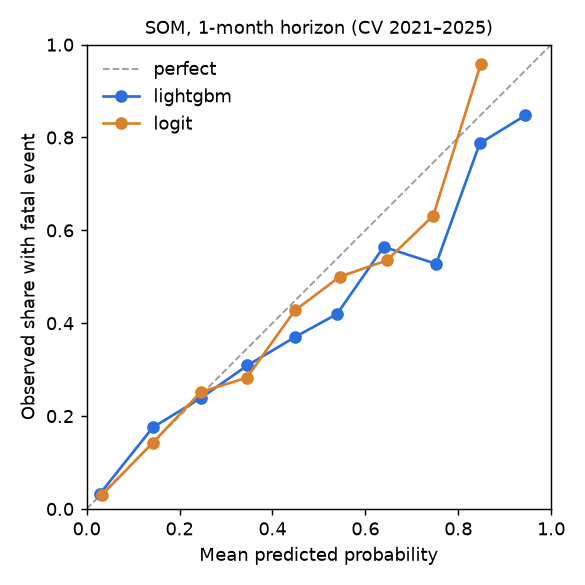 SOM, 1-month horizon (CV 2021–2025)
perfect
lightgbm
logit
Observed share with fatal event
1.0
0.8
0.6
0.4
0.2
0.0
0.0 0.2 0.4 0.6 0.8 1.0
Mean predicted probability